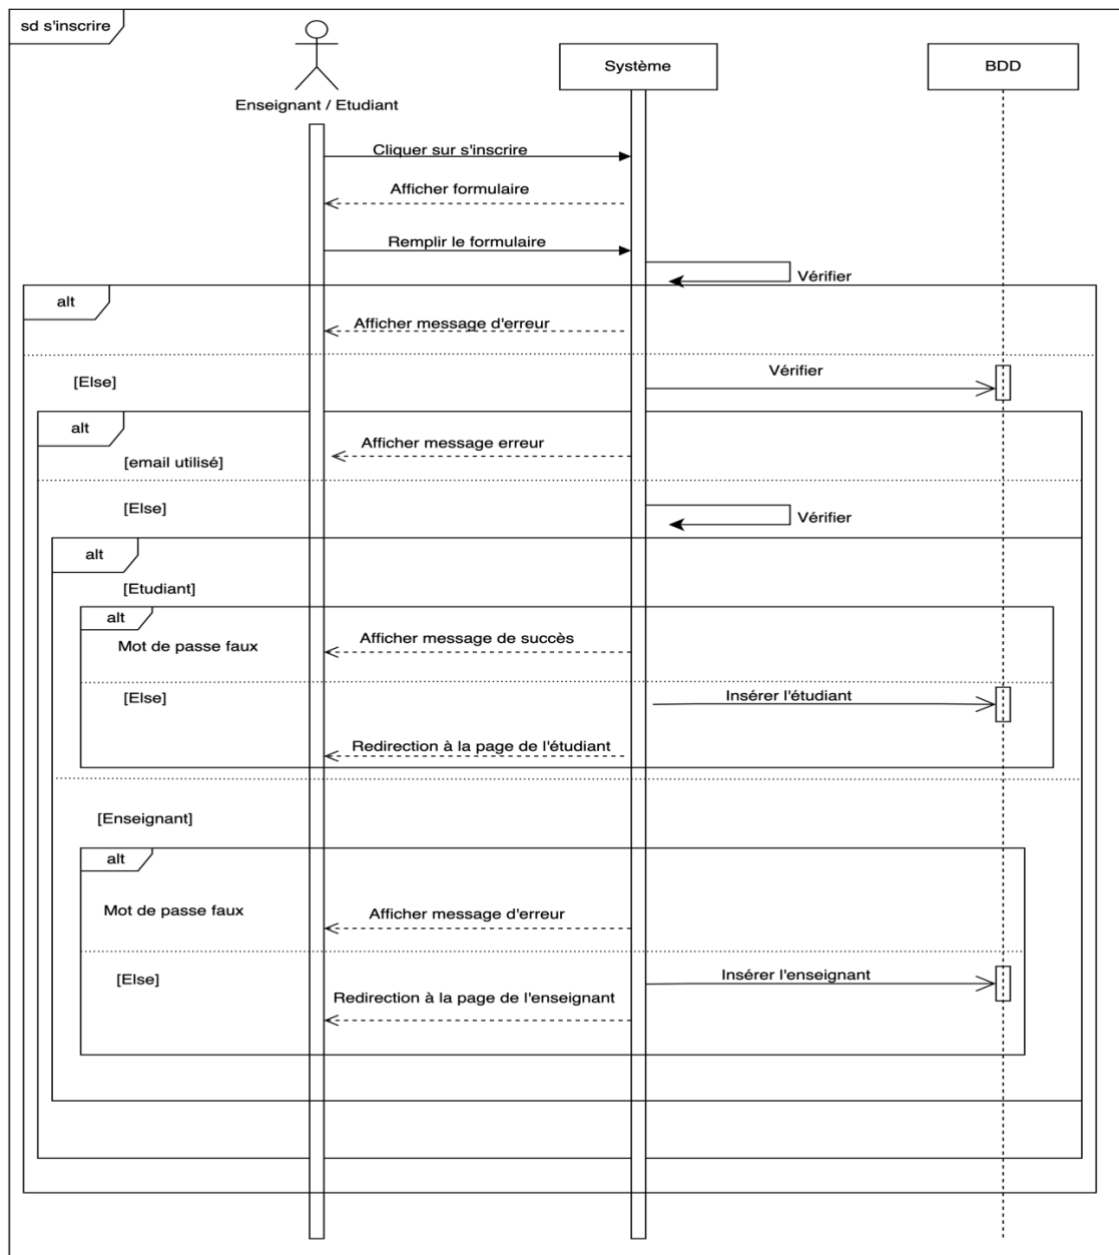 sd s'inscrire
Système
BDD
Enseignant / Etudiant
Cliquer sur s'inscrire
Afficher formulaire
Remplir le formulaire
Vérifier
alt
Afficher message d'erreur
[Else]
Vérifier
alt
Afficher message erreur
[email utilisé]
[Else]
Vérifier
alt
[Etudiant]
alt
Mot de passe faux
Afficher message de succès
[Else]
Insérer l'étudiant
Redirection à la page de l'étudiant
[Enseignant]
alt
Mot de passe faux
Afficher message d'erreur
[Else]
Insérer l'enseignant
Redirection à la page de l'enseignant